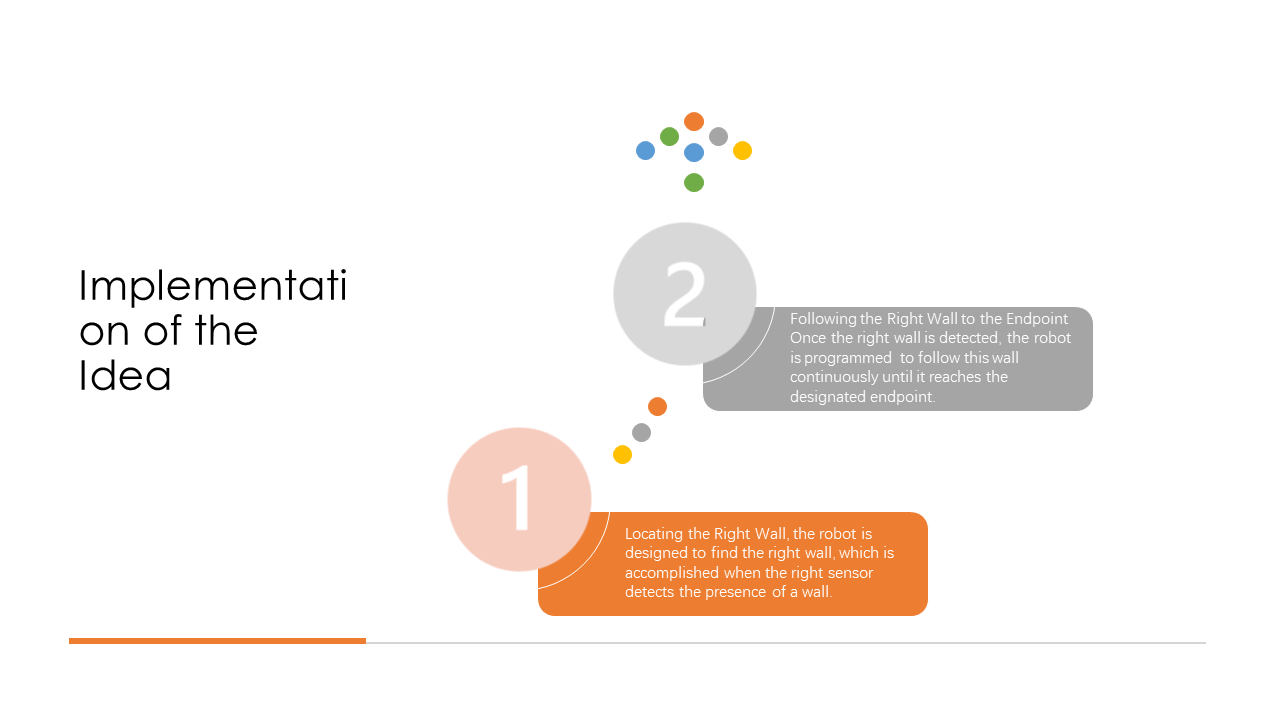 Implementati
on of the
Idea
2
Following the Right Wall to the Endpoint
Once the right wall is detected, the robot
is programmed to follow this wall
continuously until it reaches the
designated endpoint.
1
Locating the Right Wall, the robot is
designed to find the right wall, which is
accomplished when the right sensor
detects the presence of a wall.